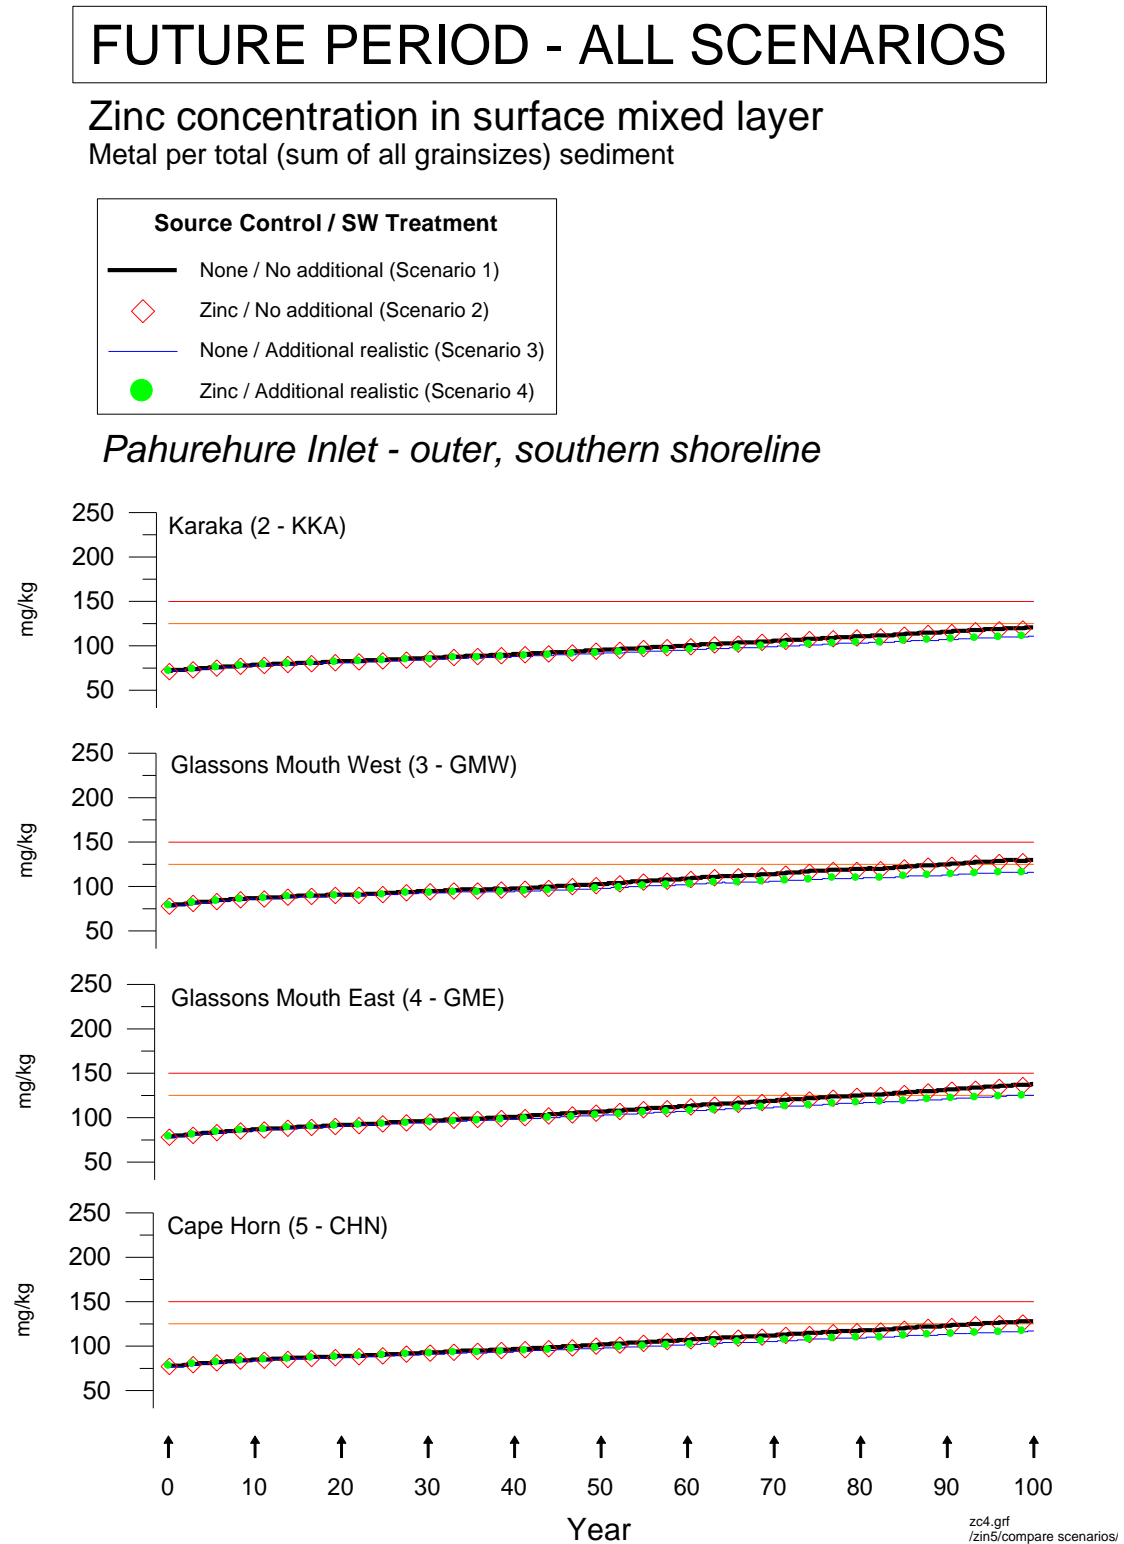 FUTURE PERIOD - ALL SCENARIOS
Zinc concentration in surface mixed layer
Metal per total (sum of all grainsizes) sediment
Source Control / SW Treatment
None / No additional (Scenario 1)
Zinc / No additional (Scenario 2)
None / Additional realistic (Scenario 3)
Zinc / Additional realistic (Scenario 4)
Pahurehure Inlet - outer, southern shoreline
Karaka (2 - KKA)
250
200
150
100
50
mg/kg
Glassons Mouth West (3 - GMW)
250
200
150
100
50
mg/kg
Glassons Mouth East (4 - GME)
250
200
150
100
50
mg/kg
Cape Horn (5 - CHN)
250
200
150
100
50
mg/kg
0 10 20 30 40 50 60 70 80 90 100
Year
zc4.grf
/zin5/compare scenarios/